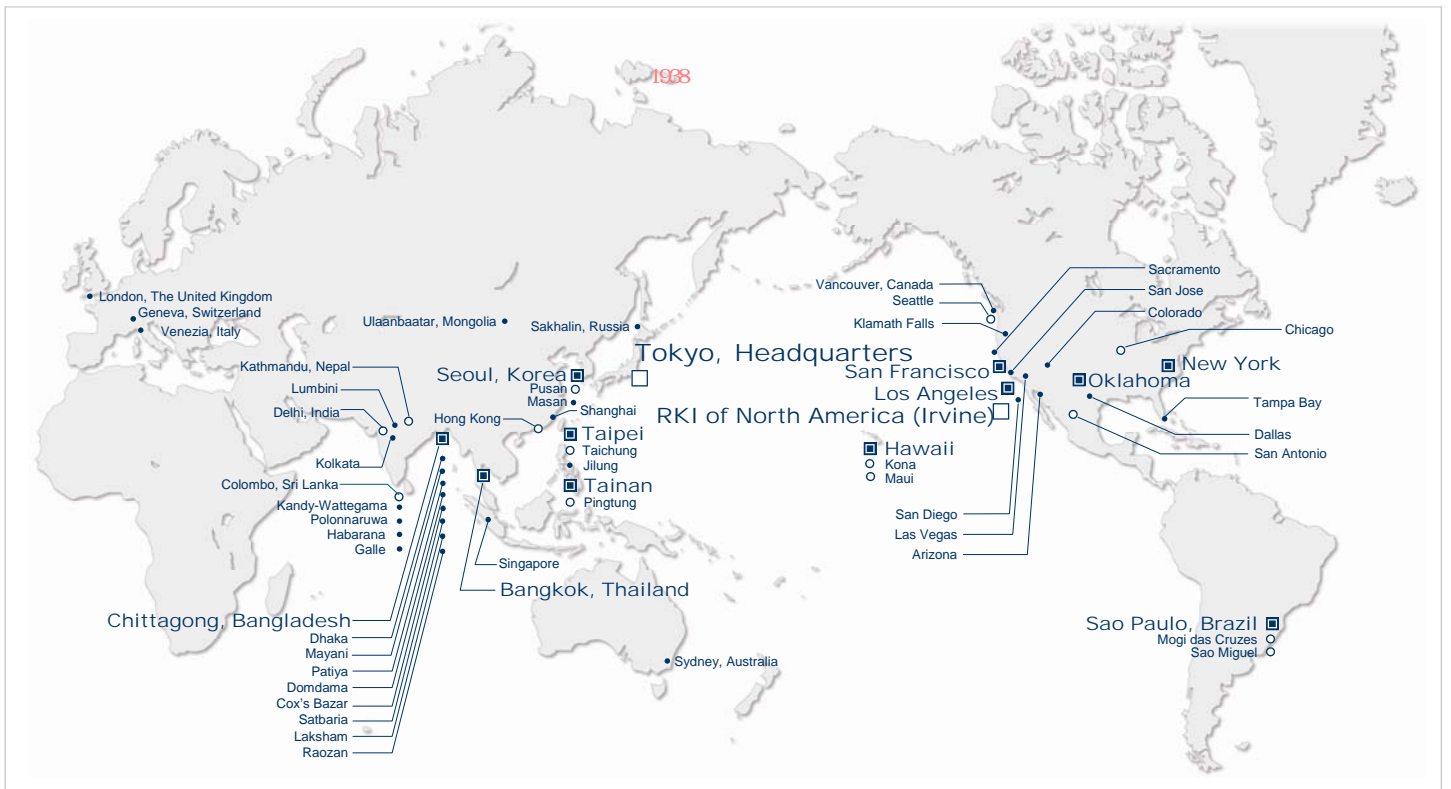 1938
London, The United Kingdom
Geneva, Switzerland
Venezia, Italy
Ulaanbaatar, Mongolia
Sakhalin, Russia
Tokyo, Headquarters
Kathmandu, Nepal
Seoul, Korea
Pusan
Masan
Lumbini
Delhi, India
Hong Kong
Shanghai
Taipei
Taichung
Jilung
Tainan
Pingtung
Kolkata
Colombo, Sri Lanka
Kandy-Wattegama
Polonnaruwa
Habarana
Galle
Singapore
Bangkok, Thailand
Chittagong, Bangladesh
Dhaka
Mayani
Patiya
Domdama
Cox's Bazar
Satbaria
Laksham
Raozan
Sydney, Australia
Vancouver, Canada
Seattle
Klamath Falls
San Francisco
Los Angeles
RKI of North America (Irvine)
Hawaii
Kona
Maui
San Diego
Las Vegas
Arizona
Sacramento
San Jose
Colorado
Chicago
New York
Oklahoma
Tampa Bay
Dallas
San Antonio
Sao Paulo, Brazil
Mogi das Cruzes
Sao Miguel